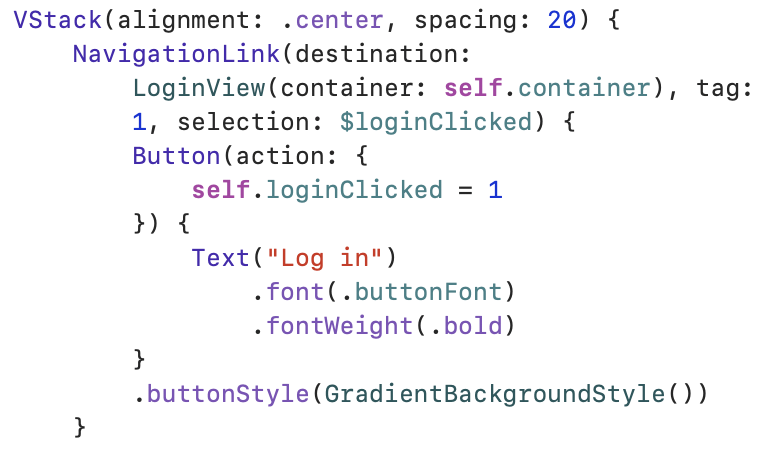 VStack(alignment: .center, spacing: 20) {
    NavigationLink(destination:
        LoginView(container: self.container), tag:
        1, selection: $loginClicked) {
        Button(action: {
            self.loginClicked = 1
        }) {
            Text("Log in")
                .font(.buttonFont)
                .fontWeight(.bold)
        }
        .buttonStyle(GradientBackgroundStyle())
    }